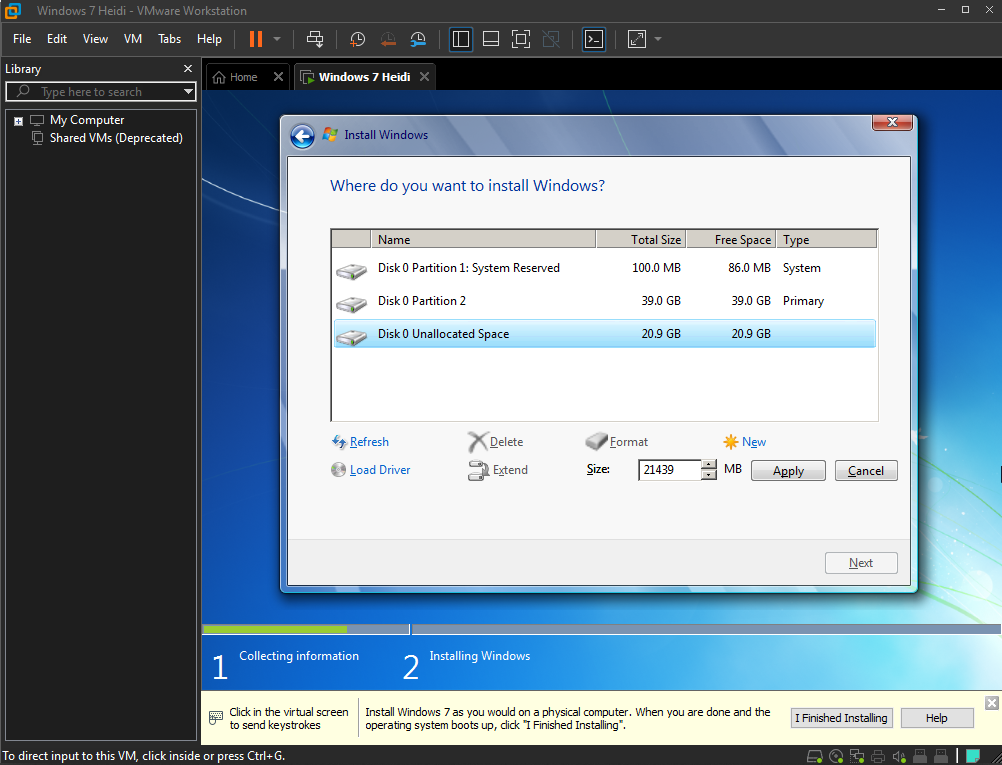 Windows 7 Heidi - VMware Workstation
File Edit View VM Tabs Help
Library
Type here to search
My Computer
Shared VMs (Deprecated)
Home Windows 7 Heidi
Install Windows
Where do you want to install Windows?
Name Total Size Free Space Type
Disk 0 Partition 1: System Reserved 100.0 MB 86.0 MB System
Disk 0 Partition 2 39.0 GB 39.0 GB Primary
Disk 0 Unallocated Space 20.9 GB 20.9 GB
Refresh Delete Format New
Load Driver Extend Size: 21439 MB Apply Cancel
Next
1 Collecting information 2 Installing Windows
Click in the virtual screen
to send keystrokes
Install Windows 7 as you would on a physical computer. When you are done and the
operating system boots up, click "I Finished Installing".
I Finished Installing Help
To direct input to this VM, click inside or press Ctrl+G.